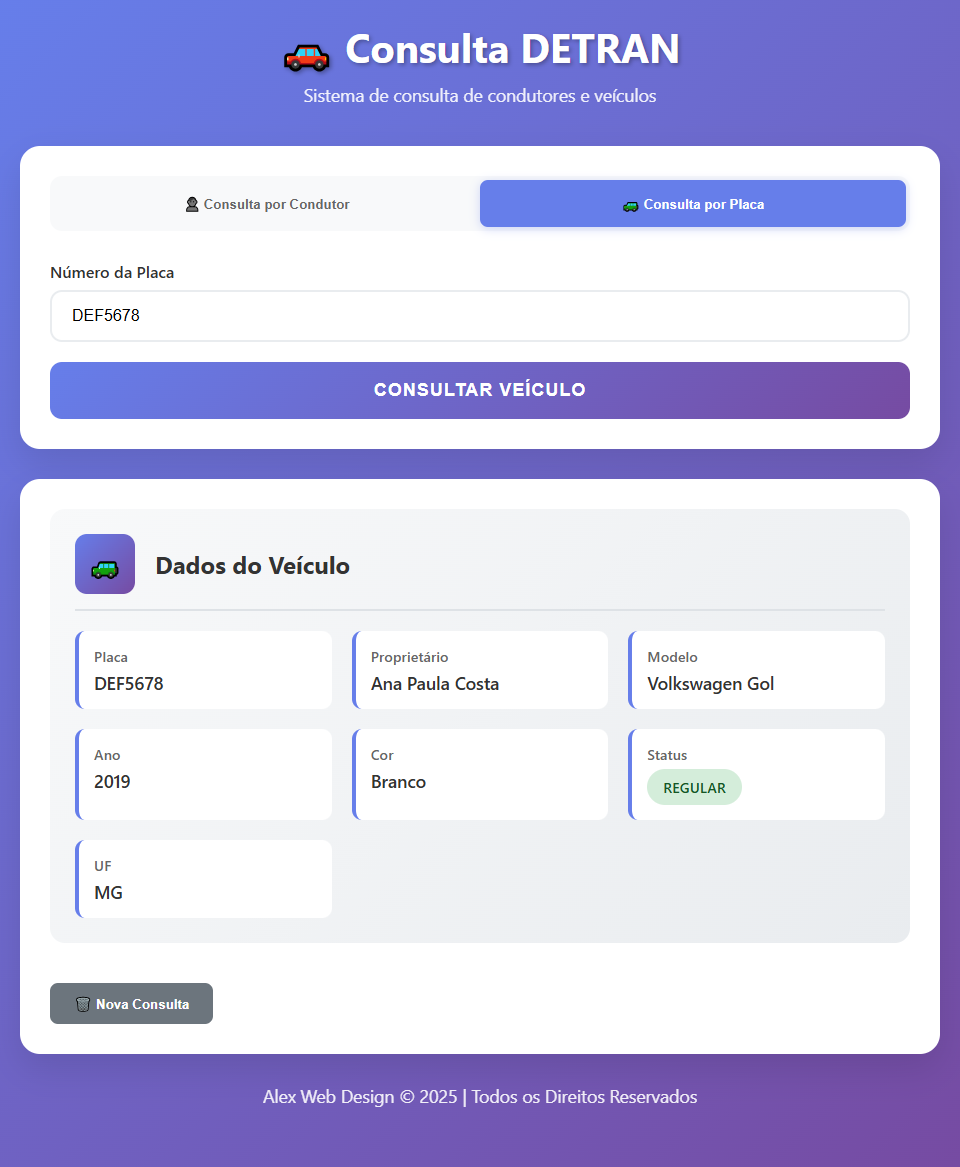 Consulta DETRAN
Sistema de consulta de condutores e veículos
Consulta por Condutor
Consulta por Placa
Número da Placa
DEF5678
CONSULTAR VEÍCULO
Dados do Veículo
Placa
DEF5678
Proprietário
Ana Paula Costa
Modelo
Volkswagen Gol
Ano
2019
Cor
Branco
Status
REGULAR
UF
MG
Nova Consulta
Alex Web Design © 2025 | Todos os Direitos Reservados